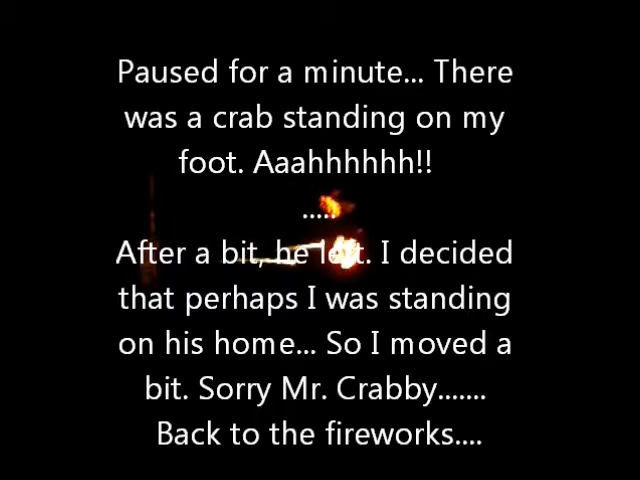 Paused for a minute... There
was a crab standing on my
foot. Aaahhhhhh!!
.....
After a bit, he left. I decided
that perhaps I was standing
on his home... So I moved a
bit. Sorry Mr. Crabby.......
Back to the fireworks....